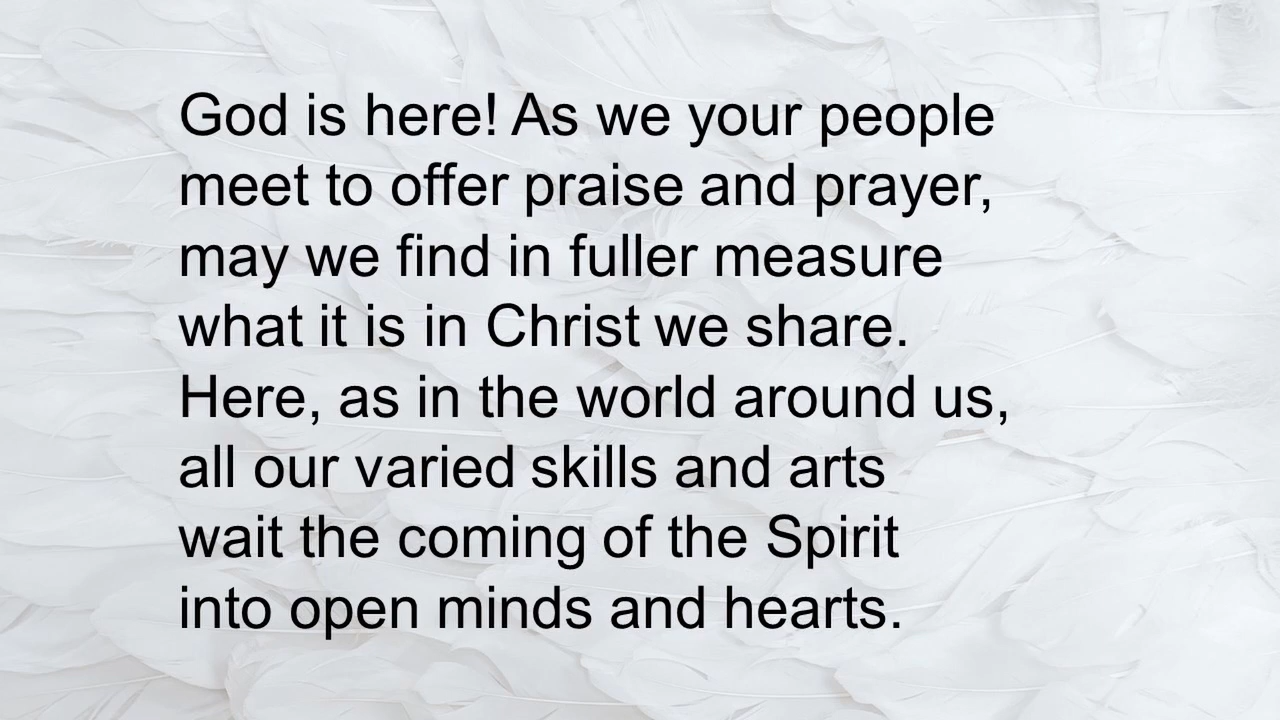 God is here! As we your people
meet to offer praise and prayer,
may we find in fuller measure
what it is in Christ we share.
Here, as in the world around us,
all our varied skills and arts
wait the coming of the Spirit
into open minds and hearts.